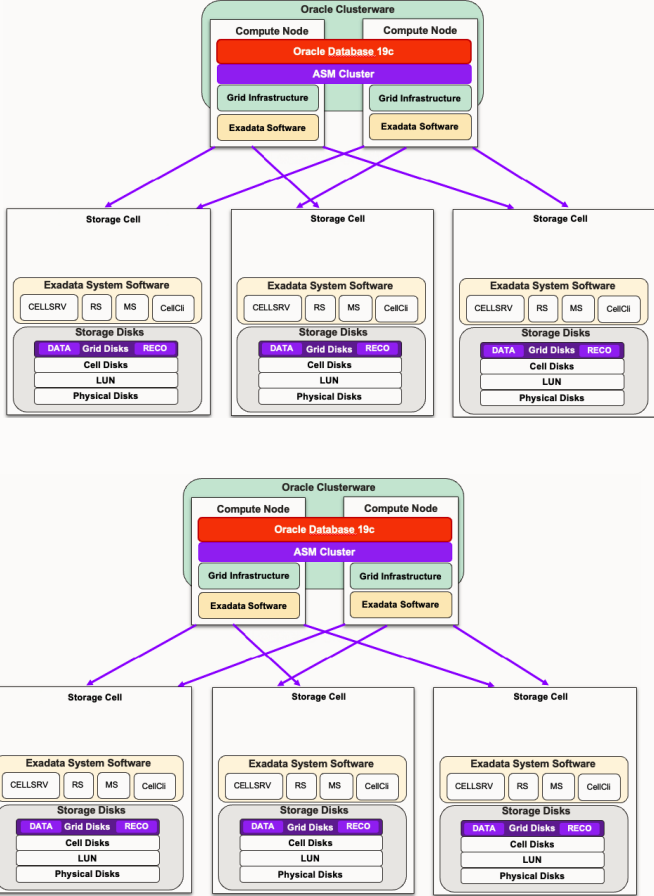 Oracle Clusterware
Compute Node Compute Node
Oracle Database 19c
ASM Cluster
Grid Infrastructure Grid Infrastructure
Exadata Software Exadata Software
Storage Cell Storage Cell Storage Cell
Exadata System Software Exadata System Software Exadata System Software
CELLSRV RS MS CellCli CELLSRV RS MS CellCli CELLSRV RS MS CellCli
Storage Disks Storage Disks Storage Disks
DATA Grid Disks RECO DATA Grid Disks RECO DATA Grid Disks RECO
Cell Disks Cell Disks Cell Disks
LUN LUN LUN
Physical Disks Physical Disks Physical Disks
Oracle Clusterware
Compute Node Compute Node
Oracle Database 19c
ASM Cluster
Grid Infrastructure Grid Infrastructure
Exadata Software Exadata Software
Storage Cell Storage Cell Storage Cell
Exadata System Software Exadata System Software Exadata System Software
CELLSRV RS MS CellCli CELLSRV RS MS CellCli CELLSRV RS MS CellCli
Storage Disks Storage Disks Storage Disks
DATA Grid Disks RECO DATA Grid Disks RECO DATA Grid Disks RECO
Cell Disks Cell Disks Cell Disks
LUN LUN LUN
Physical Disks Physical Disks Physical Disks